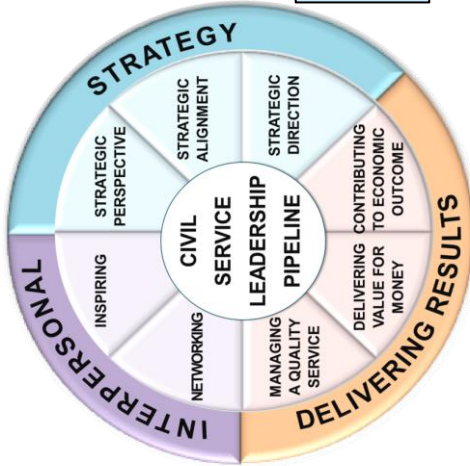 STRATEGY
STRATEGIC
PERSPECTIVE
STRATEGIC
ALIGNMENT
STRATEGIC
DIRECTION
CONTRIBUTING
TO ECONOMIC
OUTCOME
DELIVERING
VALUE FOR
MONEY
MANAGING
A QUALITY
SERVICE
NETWORKING
INSPIRING
CIVIL
SERVICE
LEADERSHIP
PIPELINE
DELIVERING RESULTS
INTERPERSONAL